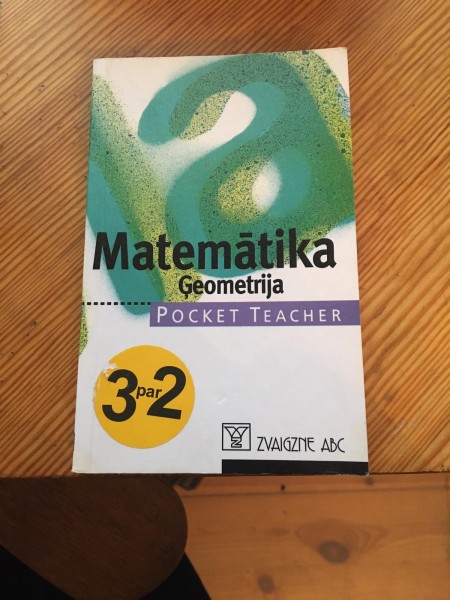 a
Matemātika
Ģeometrija
POCKET TEACHER
3 par 2
ZVAIGZNE ABC